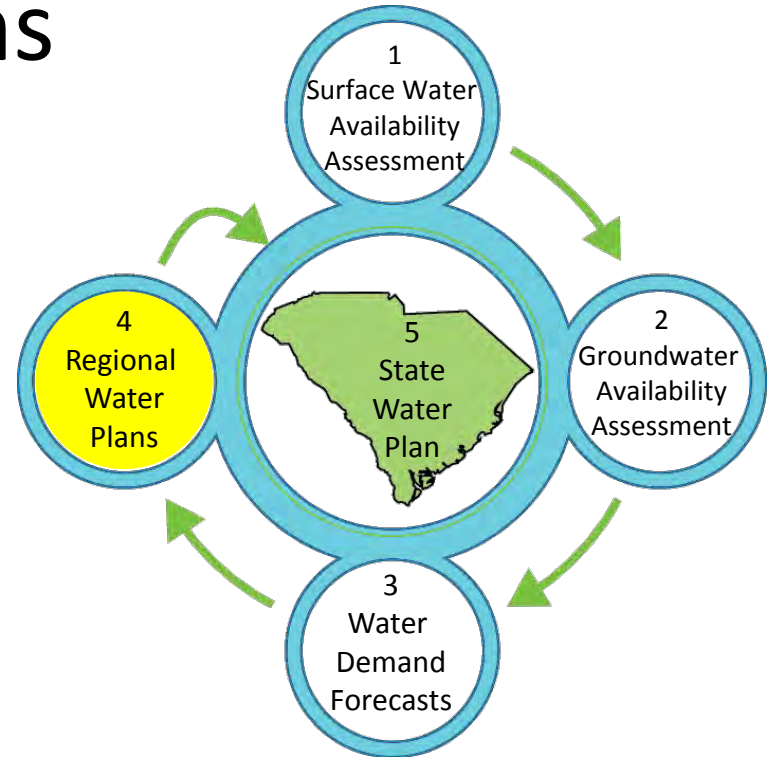 ns
1
Surface Water
Availability
Assessment
2
Groundwater
Availability
Assessment
3
Water
Demand
Forecasts
4
Regional
Water
Plans
5
State
Water
Plan